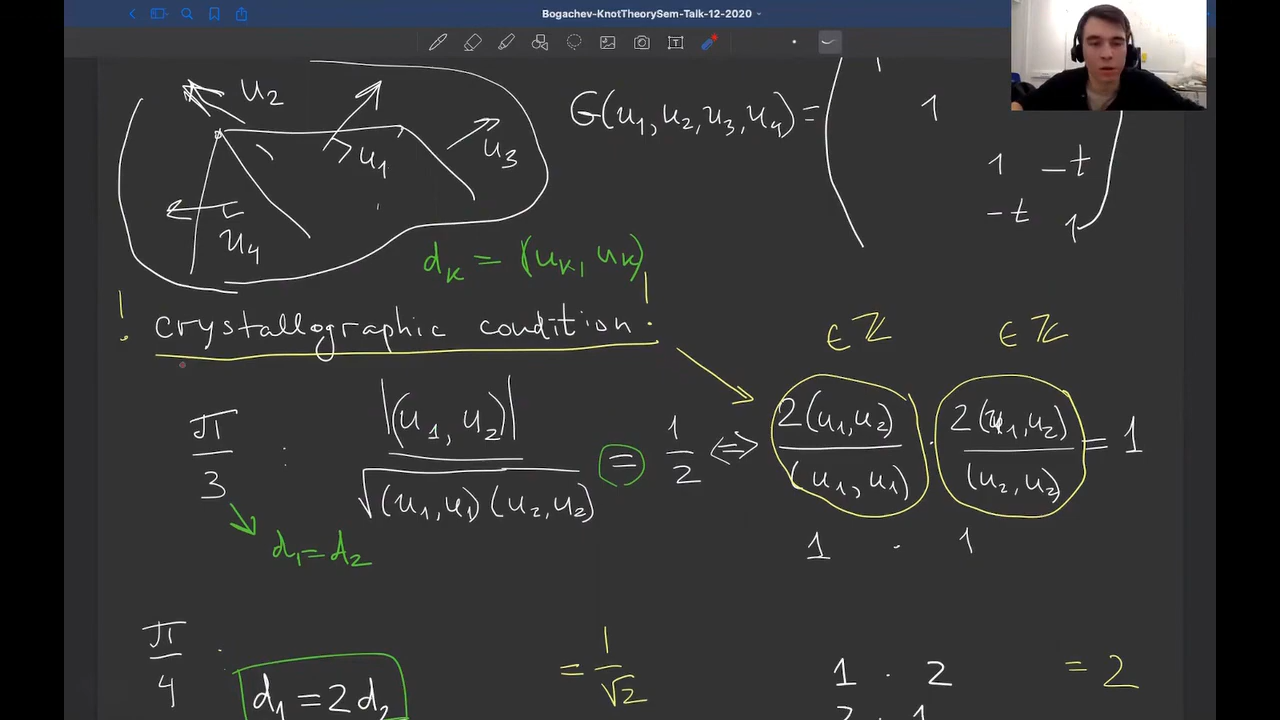 Bogachev-KnotTheorySem-Talk-12-2020
u₂
u₁
u₃
u₄
G(u₁,u₂,u₃,u₄)=
1
1 -t
-t 1
dₖ = (uₖ, uₖ)
! crystallographic condition !
∈ ℤ ∈ ℤ
π/3 : |(u₁,u₂)| / √(u₁,u₁)(u₂,u₂) = 1/2 ⇔ 2(u₁,u₂)/(u₁,u₁) · 2(u₁,u₂)/(u₂,u₂) = 1
d₁=d₂
1 · 1
π/4 : d₁ = 2d₂ = 1/√2 1 · 2 = 2
2 · 1